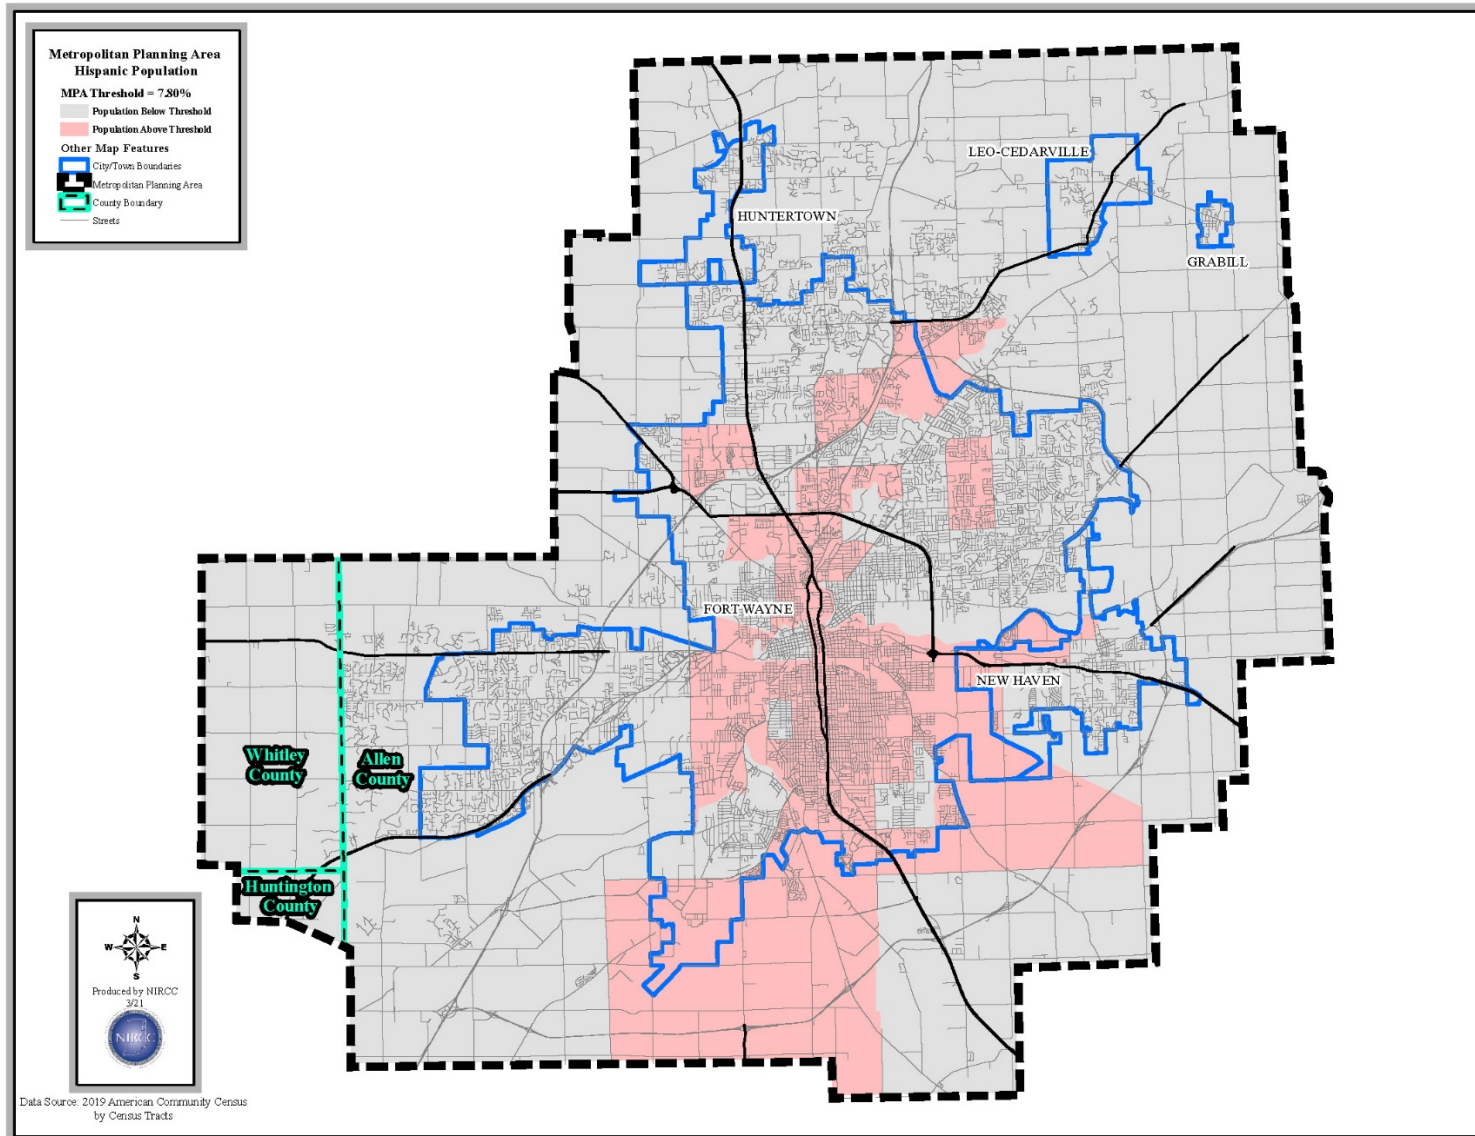 Metropolitan Planning Area
Hispanic Population
MPA Threshold = 7.80%
Population Below Threshold
Population Above Threshold
Other Map Features
City/Town Boundaries
Metropolitan Planning Area
County Boundary
Streets
LEO-CEDARVILLE
HUNTERTOWN
GRABILL
FORT WAYNE
NEW HAVEN
Whitley
County
Allen
County
Huntington
County
N
W E
S
Produced by NIRCC
3/21
NIRCC
Data Source: 2019 American Community Census
by Census Tracts